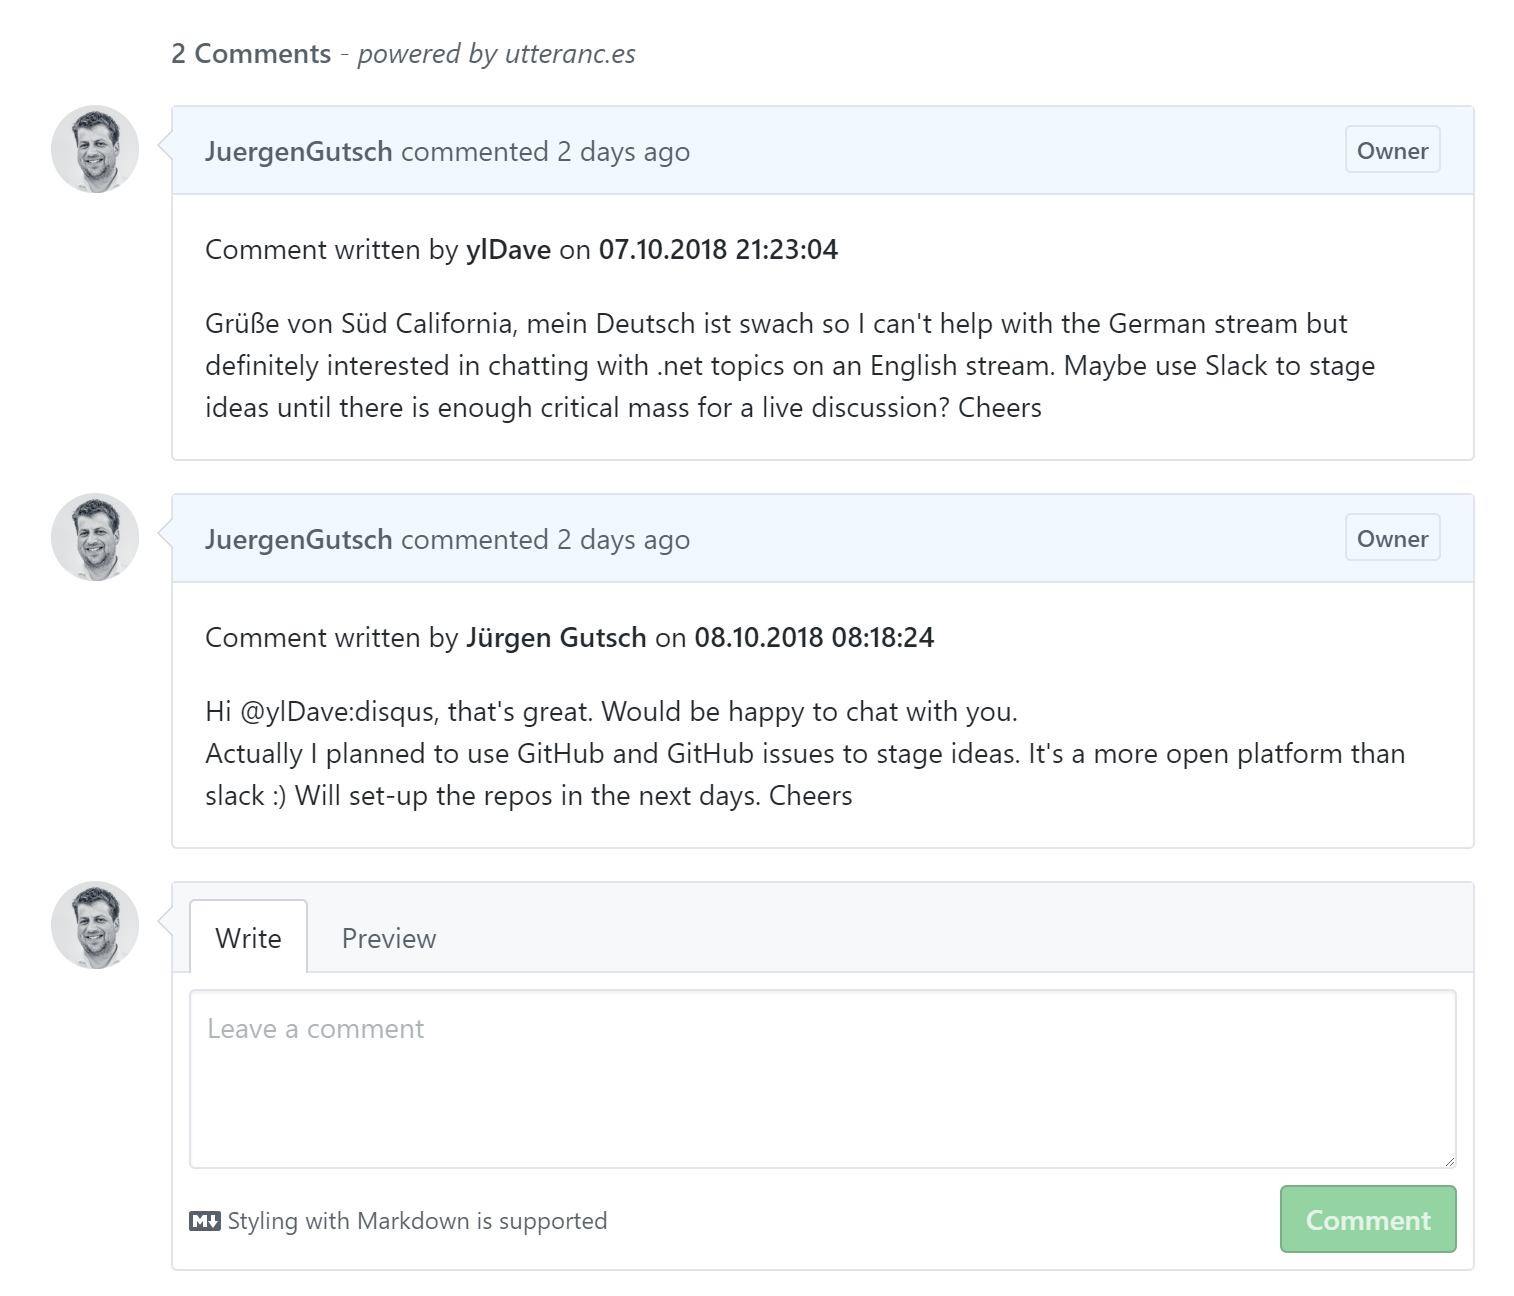 2 Comments - powered by utteranc.es
JuergenGutsch commented 2 days ago
Owner
Comment written by ylDave on 07.10.2018 21:23:04
Grüße von Süd California, mein Deutsch ist swach so I can't help with the German stream but
definitely interested in chatting with .net topics on an English stream. Maybe use Slack to stage
ideas until there is enough critical mass for a live discussion? Cheers
JuergenGutsch commented 2 days ago
Owner
Comment written by Jürgen Gutsch on 08.10.2018 08:18:24
Hi @ylDave:disqus, that's great. Would be happy to chat with you.
Actually I planned to use GitHub and GitHub issues to stage ideas. It's a more open platform than
slack :) Will set-up the repos in the next days. Cheers
Write
Preview
Leave a comment
M Styling with Markdown is supported
Comment